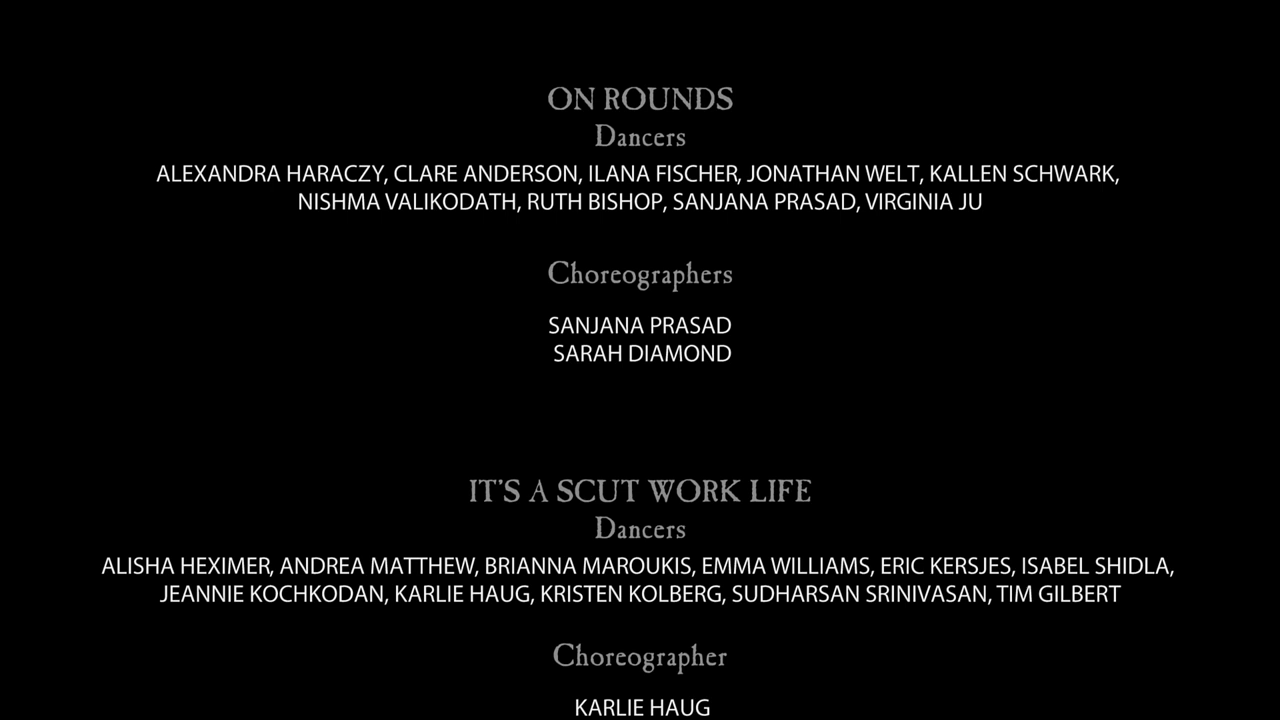 ON ROUNDS
Dancers
ALEXANDRA HARACZY, CLARE ANDERSON, ILANA FISCHER, JONATHAN WELT, KALLEN SCHWARK,
NISHMA VALIKODATH, RUTH BISHOP, SANJANA PRASAD, VIRGINIA JU
Choreographers
SANJANA PRASAD
SARAH DIAMOND
IT'S A SCUT WORK LIFE
Dancers
ALISHA HEXIMER, ANDREA MATTHEW, BRIANNA MAROUKIS, EMMA WILLIAMS, ERIC KERSJES, ISABEL SHIDLA,
JEANNIE KOCHKODAN, KARLIE HAUG, KRISTEN KOLBERG, SUDHARSAN SRINIVASAN, TIM GILBERT
Choreographer
KARLIE HAUG